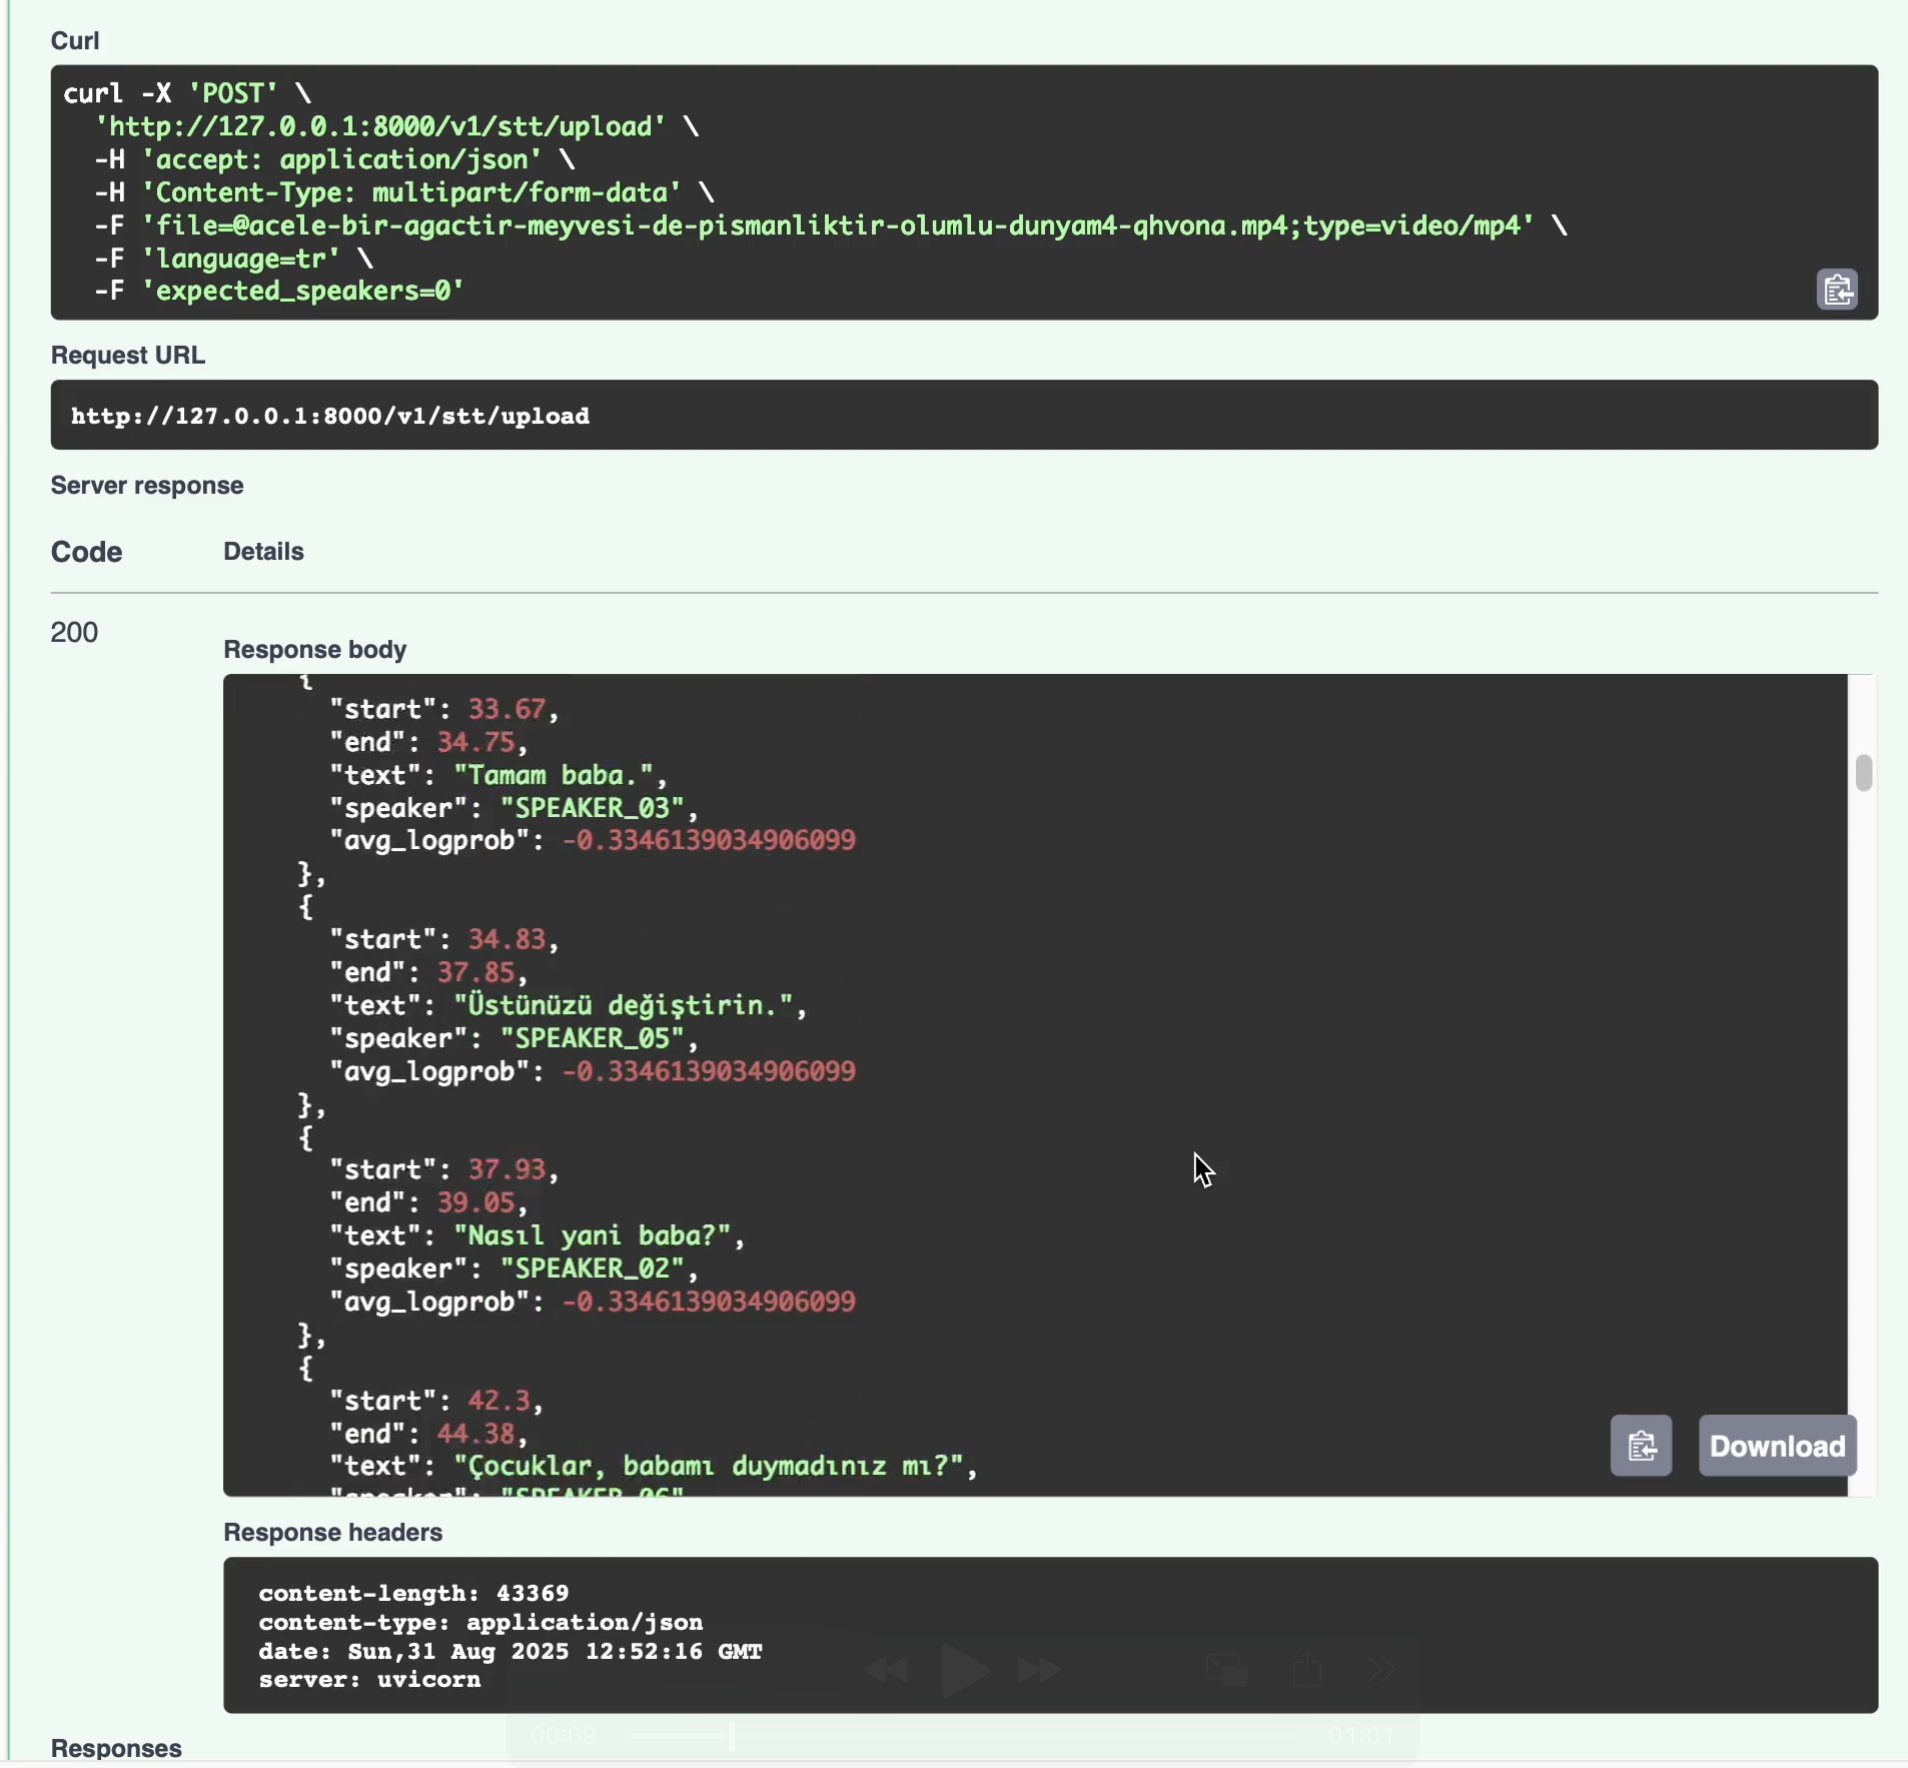 Curl
curl -X 'POST' \
'http://127.0.0.1:8000/v1/stt/upload' \
-H 'accept: application/json' \
-H 'Content-Type: multipart/form-data' \
-F 'file=@acele-bir-agactir-meyvesi-de-pismanliktir-olumlu-dunyam4-qhvona.mp4;type=video/mp4' \
-F 'language=tr' \
-F 'expected_speakers=0'
Request URL
http://127.0.0.1:8000/v1/stt/upload
Server response
Code Details
200
Response body
{
"start": 33.67,
"end": 34.75,
"text": "Tamam baba.",
"speaker": "SPEAKER_03",
"avg_logprob": -0.3346139034906099
},
{
"start": 34.83,
"end": 37.85,
"text": "Üstünüzü değiştirin.",
"speaker": "SPEAKER_05",
"avg_logprob": -0.3346139034906099
},
{
"start": 37.93,
"end": 39.05,
"text": "Nasıl yani baba?",
"speaker": "SPEAKER_02",
"avg_logprob": -0.3346139034906099
},
{
"start": 42.3,
"end": 44.38,
"text": "Çocuklar, babamı duymadınız mı?",
"speaker": "SPEAKER_06"
Download
Response headers
content-length: 43369
content-type: application/json
date: Sun,31 Aug 2025 12:52:16 GMT
server: uvicorn
00:09 01:01
Responses